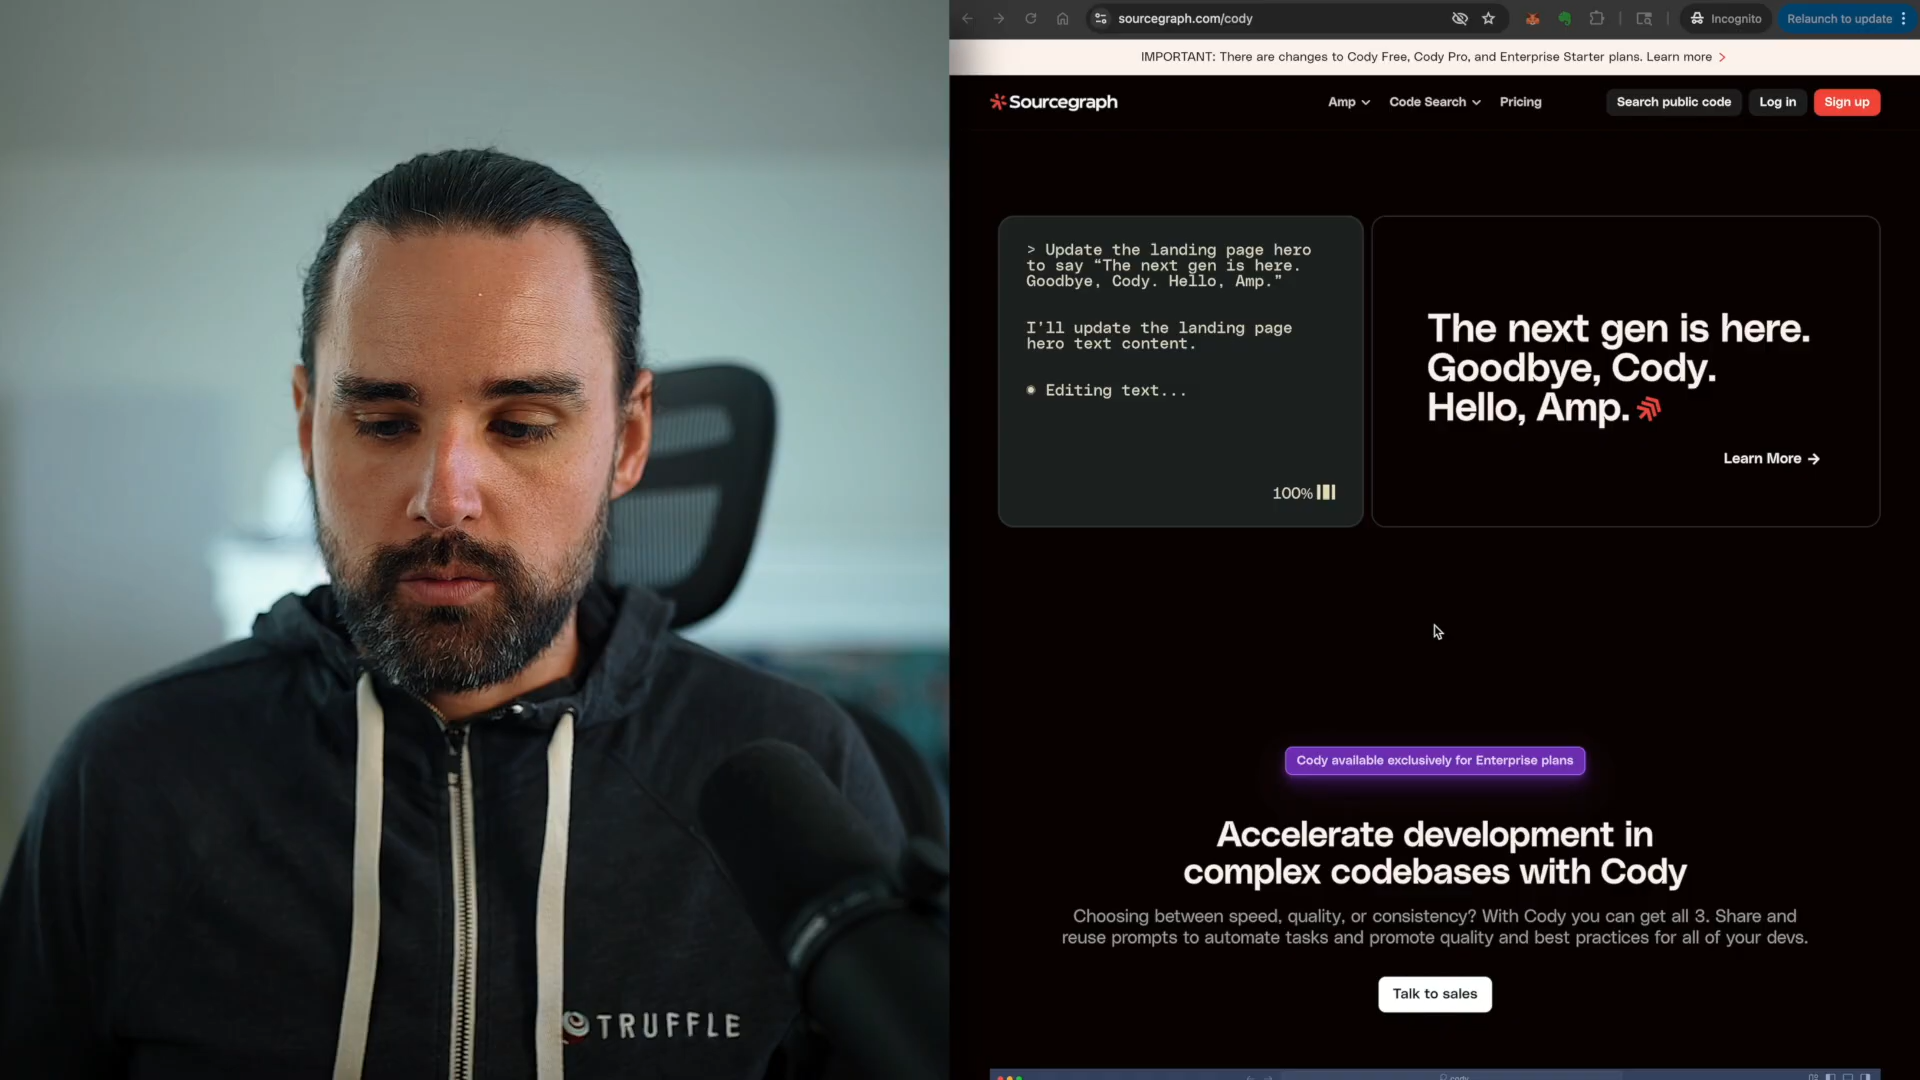 sourcegraph.com/cody
Incognito
Relaunch to update
IMPORTANT: There are changes to Cody Free, Cody Pro, and Enterprise Starter plans. Learn more
Sourcegraph
Amp
Code Search
Pricing
Search public code
Log in
Sign up
> Update the landing page hero
to say “The next gen is here.
Goodbye, Cody. Hello, Amp.”
I’ll update the landing page
hero text content.
Editing text...
100%
The next gen is here.
Goodbye, Cody.
Hello, Amp.
Learn More →
Cody available exclusively for Enterprise plans
Accelerate development in
complex codebases with Cody
Choosing between speed, quality, or consistency? With Cody you can get all 3. Share and
reuse prompts to automate tasks and promote quality and best practices for all of your devs.
Talk to sales
TRUFFLE